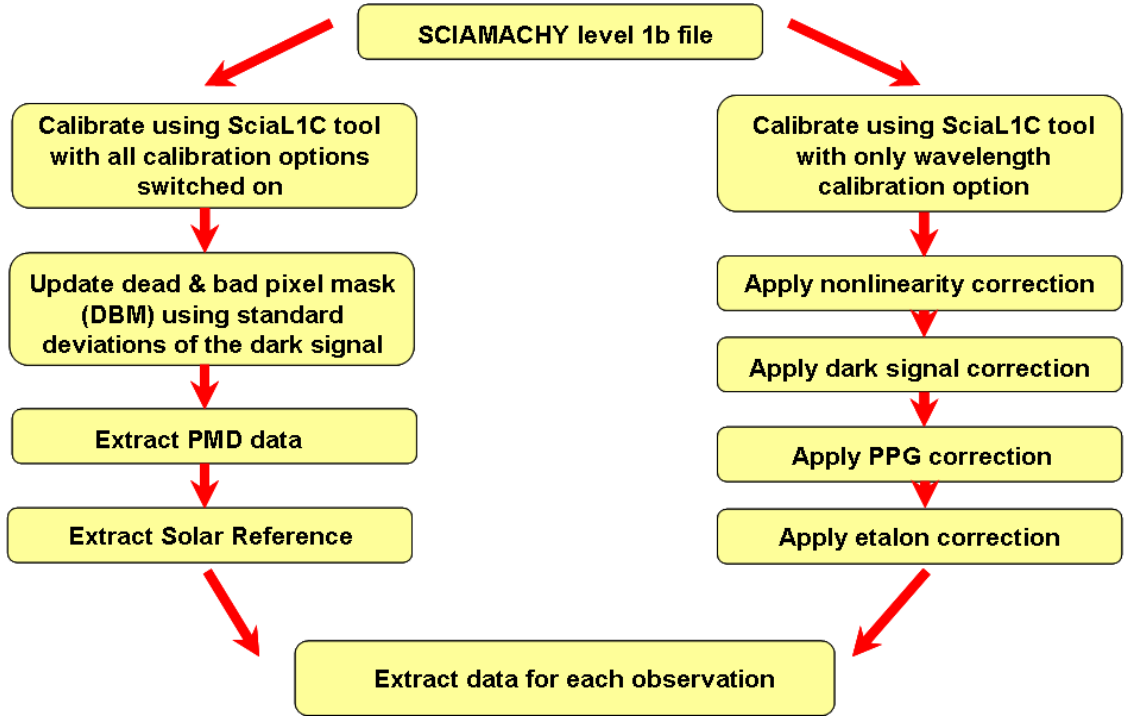 SCIAMACHY level 1b file
Calibrate using SciaL1C tool
with all calibration options
switched on
Update dead & bad pixel mask
(DBM) using standard
deviations of the dark signal
Extract PMD data
Extract Solar Reference
Calibrate using SciaL1C tool
with only wavelength
calibration option
Apply nonlinearity correction
Apply dark signal correction
Apply PPG correction
Apply etalon correction
Extract data for each observation